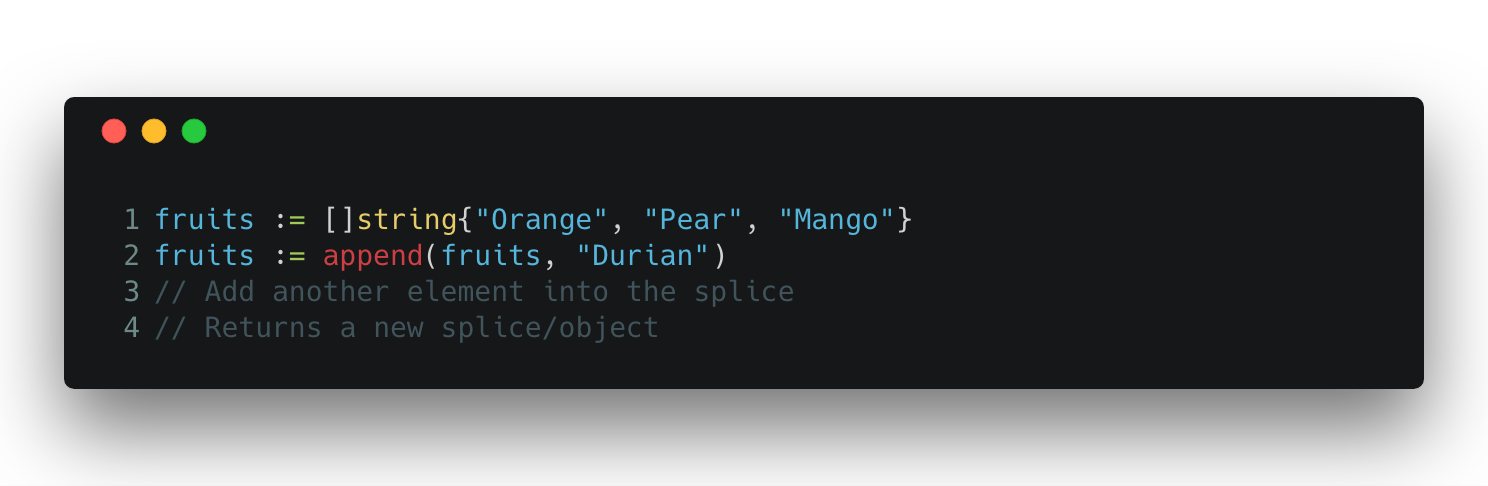 1 fruits := []string{"Orange", "Pear", "Mango"}
2 fruits := append(fruits, "Durian")
3 // Add another element into the splice
4 // Returns a new splice/object